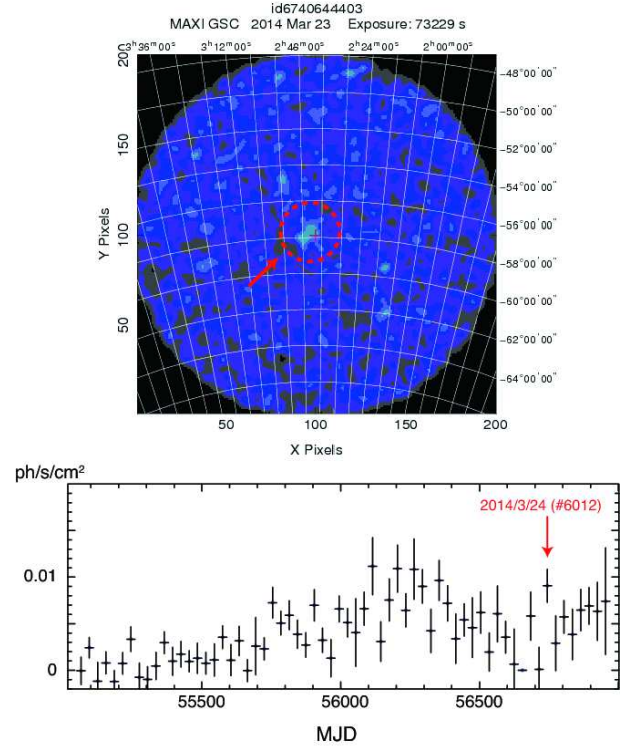 id6740644403
MAXI GSC 2014 Mar 23 Exposure: 73229 s
3ʰ36ᵐ00ˢ 3ʰ12ᵐ00ˢ 2ʰ48ᵐ00ˢ 2ʰ24ᵐ00ˢ 2ʰ00ᵐ00ˢ
200
-48°00'00"
-50°00'00"
150
-52°00'00"
-54°00'00"
Y Pixels
100
-56°00'00"
-58°00'00"
-60°00'00"
50
-62°00'00"
-64°00'00"
50 100 150 200
X Pixels
ph/s/cm²
2014/3/24 (#6012)
0.01
0
55500 56000 56500
MJD